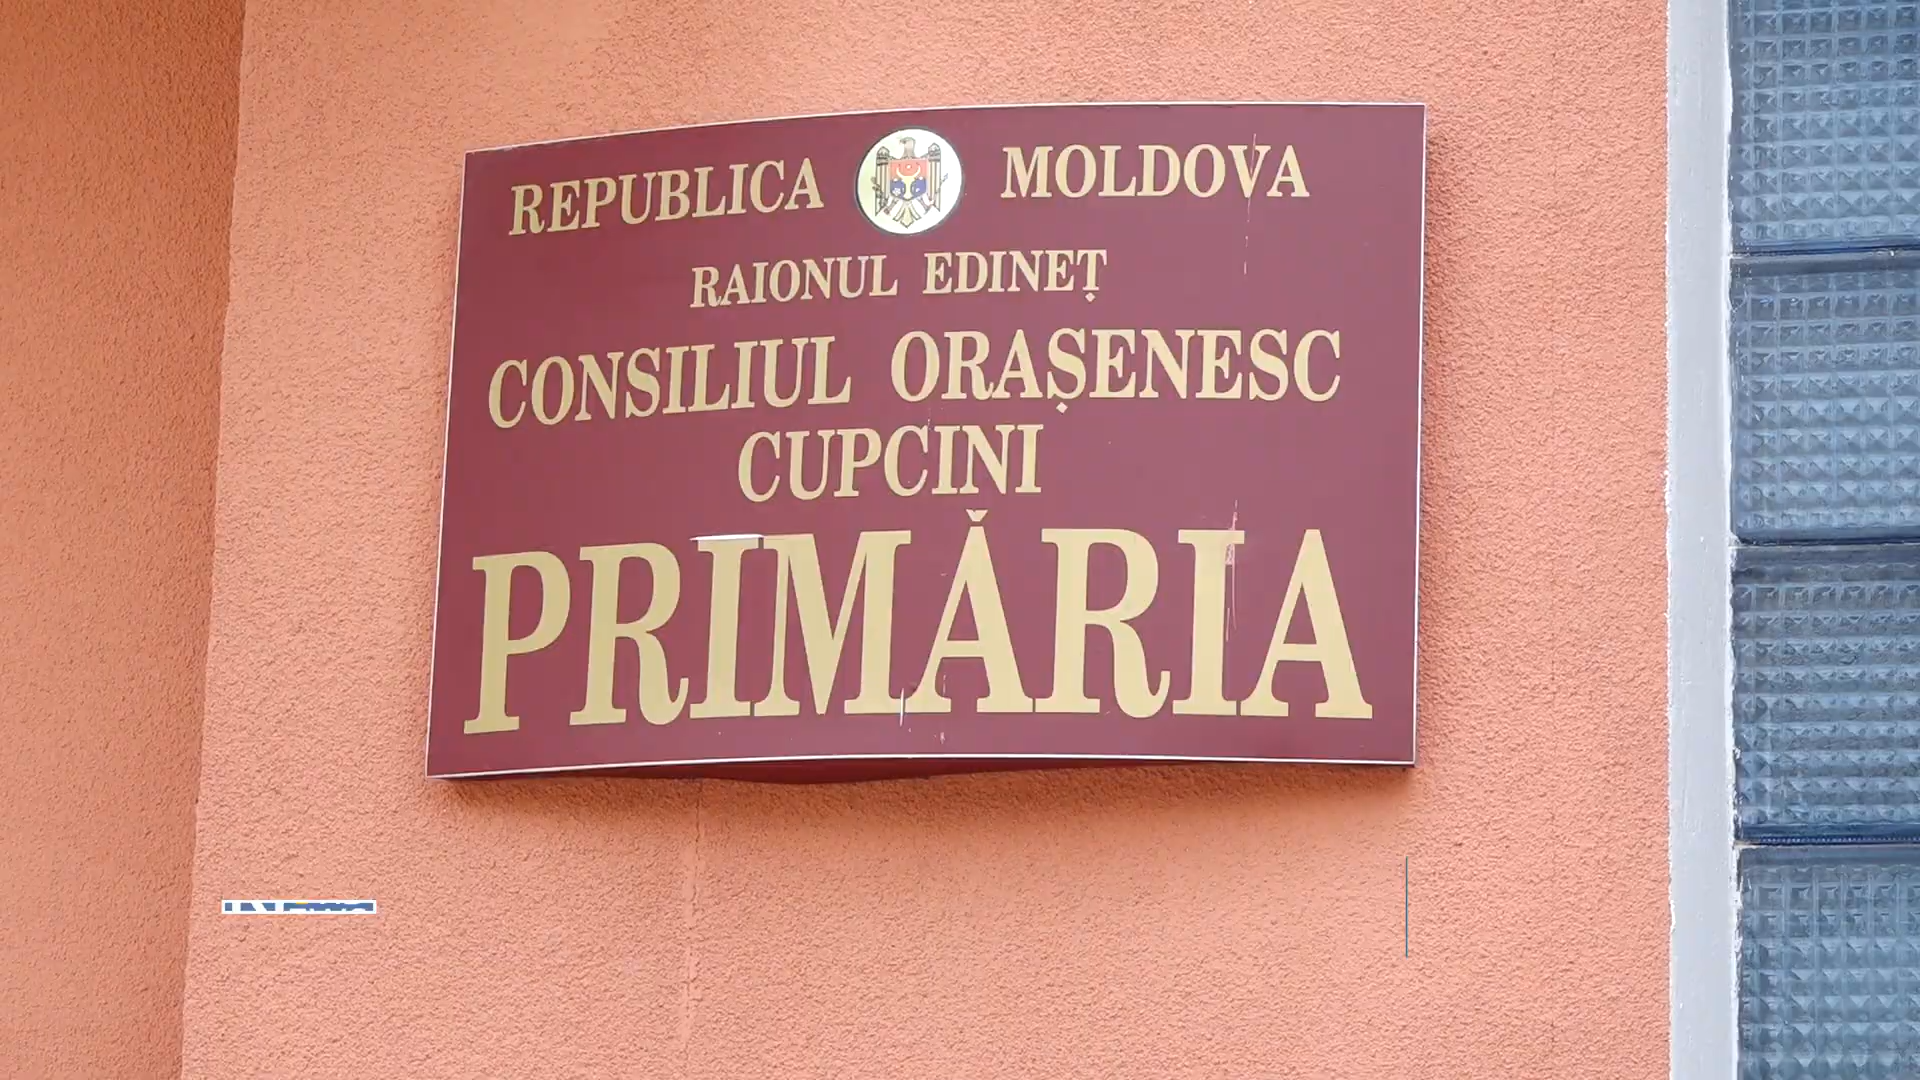 REPUBLICA MOLDOVA
RAIONUL EDINEȚ
CONSILIUL ORAȘENESC
CUPCINI
PRIMĂRIA